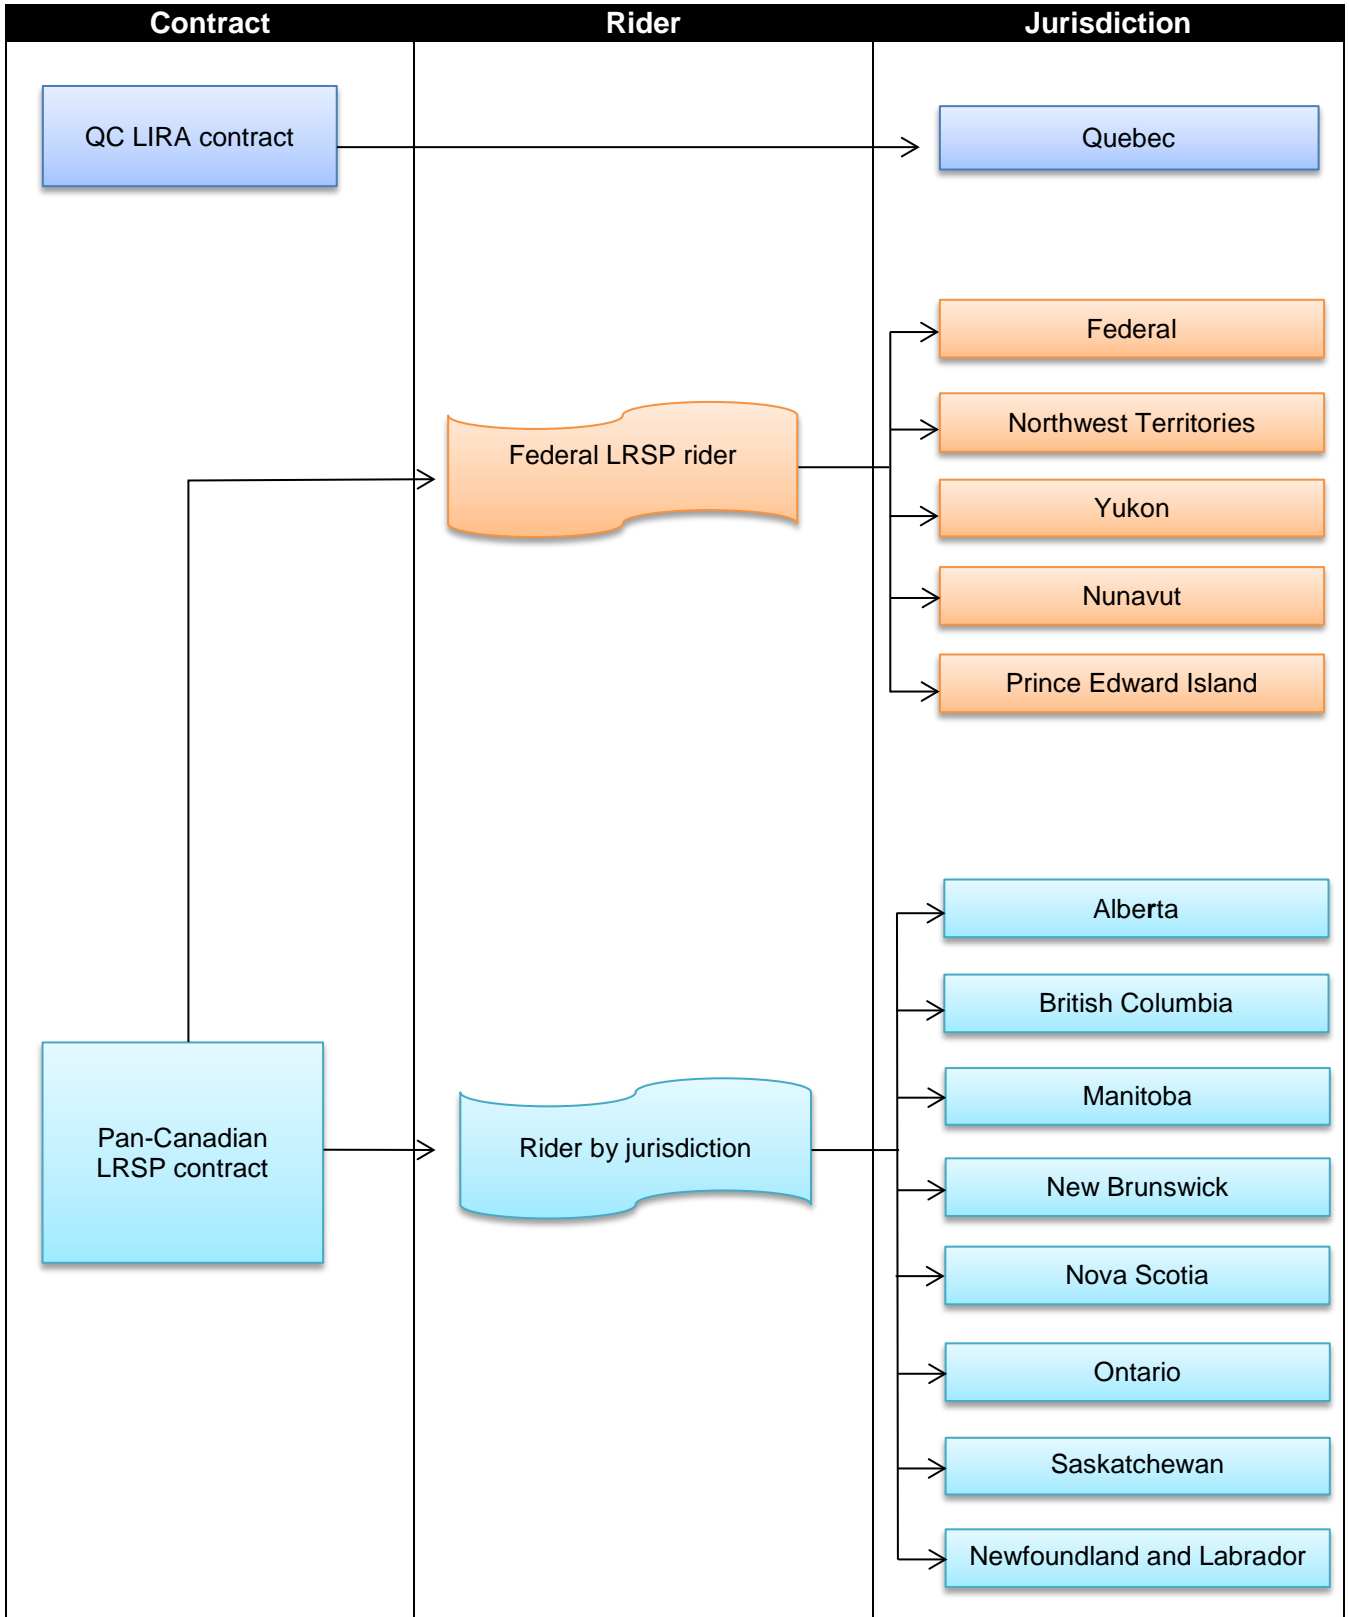 Contract
Rider
Jurisdiction
QC LIRA contract
Quebec
Federal
Northwest Territories
Federal LRSP rider
Yukon
Nunavut
Prince Edward Island
Alberta
British Columbia
Manitoba
Pan-Canadian
LRSP contract
Rider by jurisdiction
New Brunswick
Nova Scotia
Ontario
Saskatchewan
Newfoundland and Labrador